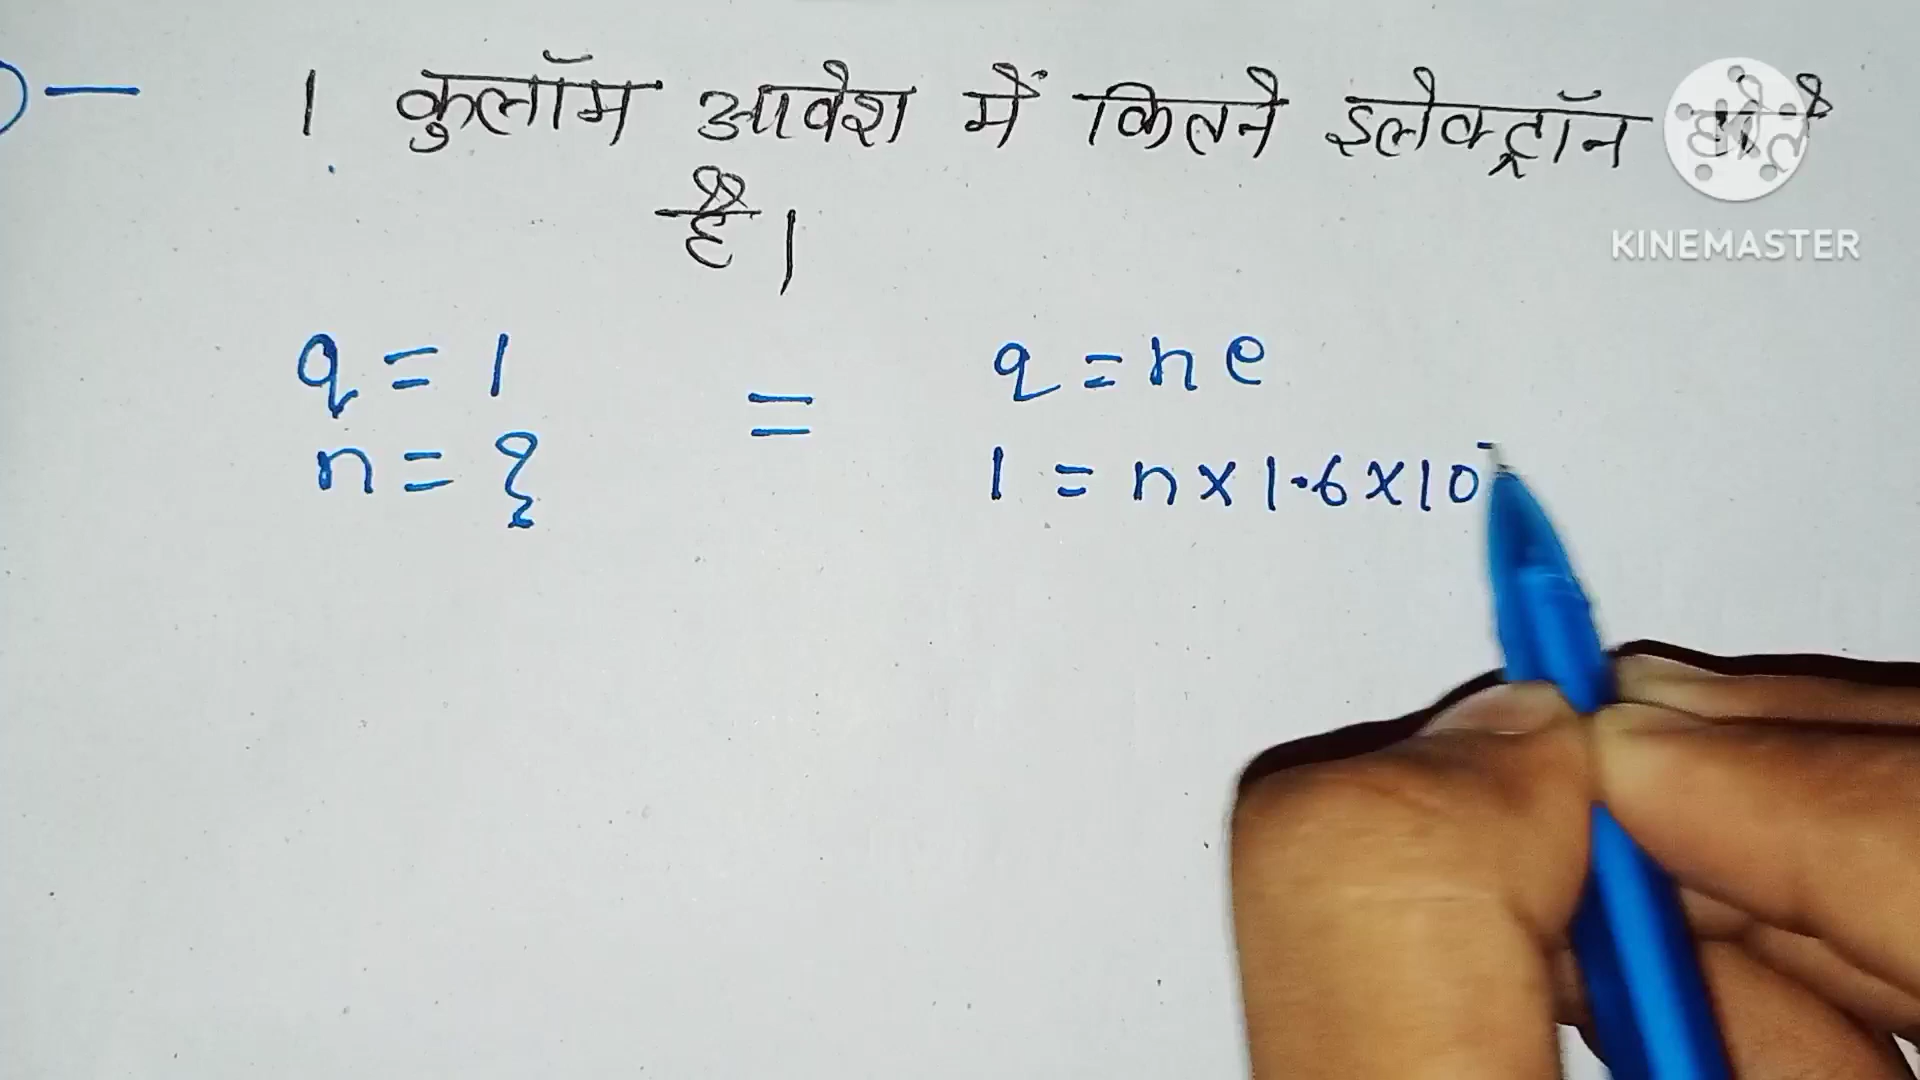 1 कुलॉम आवेश में कितने इलेक्ट्रॉन होते
है।
KINEMASTER
q = 1
n = ?
=
q = ne
1 = n × 1.6 × 10⁻